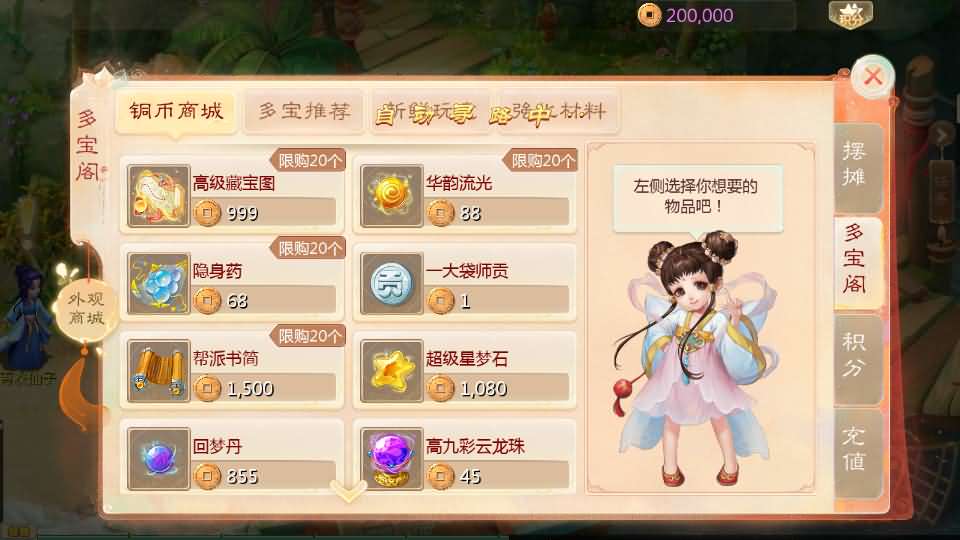 200,000
积分
多宝阁
铜币商城
多宝推荐
自动寻路中
材料
限购20个
高级藏宝图
999
限购20个
华韵流光
88
限购20个
隐身药
68
一大袋师贡
1
限购20个
帮派书简
1,500
超级星梦石
1,080
回梦丹
855
高九彩云龙珠
45
左侧选择你想要的
物品吧！
外观
商城
摆摊
多宝阁
积分
充值